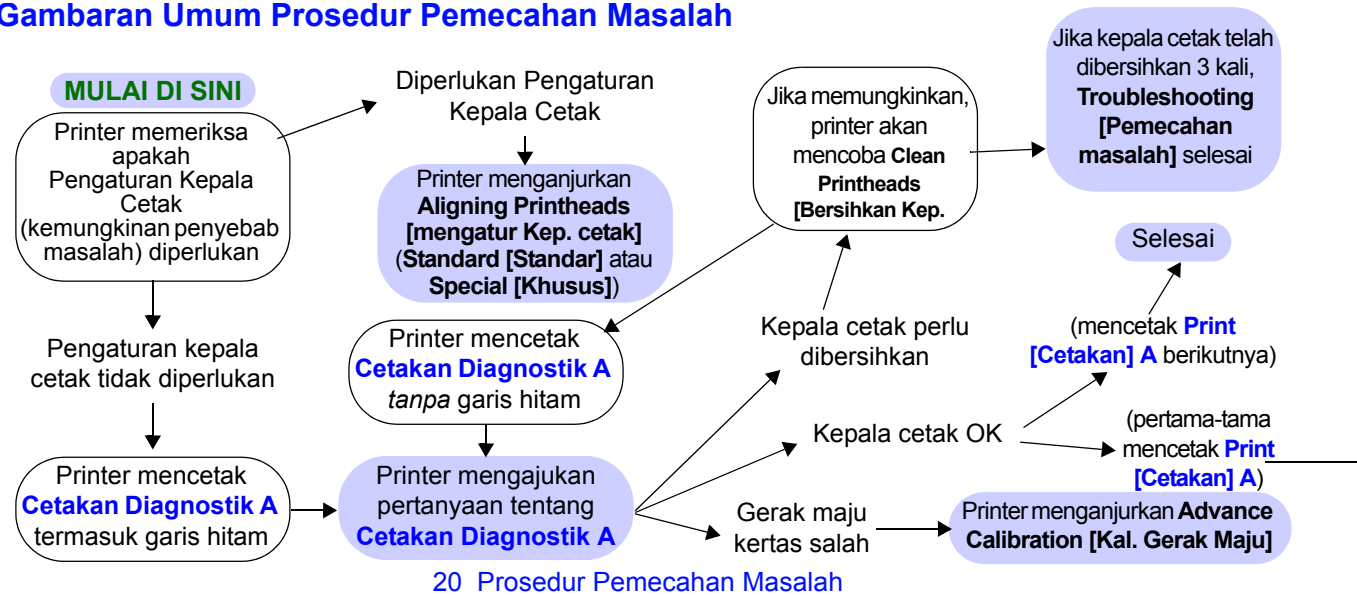 Gambaran Umum Prosedur Pemecahan Masalah
MULAI DI SINI
Printer memeriksa
apakah
Pengaturan Kepala
Cetak
(kemungkinan penyebab
masalah) diperlukan
Pengaturan kepala
cetak tidak diperlukan
Printer mencetak
Cetakan Diagnostik A
termasuk garis hitam
Diperlukan Pengaturan
Kepala Cetak
Printer menganjurkan
Aligning Printheads
[mengatur Kep. cetak]
(Standard [Standar] atau
Special [Khusus])
Printer mencetak
Cetakan Diagnostik A
tanpa garis hitam
Printer mengajukan
pertanyaan tentang
Cetakan Diagnostik A
Jika memungkinkan,
printer akan
mencoba Clean
Printheads
[Bersihkan Kep.
Jika kepala cetak telah
dibersihkan 3 kali,
Troubleshooting
[Pemecahan
masalah] selesai
Kepala cetak perlu
dibersihkan
Kepala cetak OK
Selesai
(mencetak Print
[Cetakan] A berikutnya)
(pertama-tama
mencetak Print
[Cetakan] A)
Gerak maju
kertas salah
Printer menganjurkan Advance
Calibration [Kal. Gerak Maju]
20 Prosedur Pemecahan Masalah